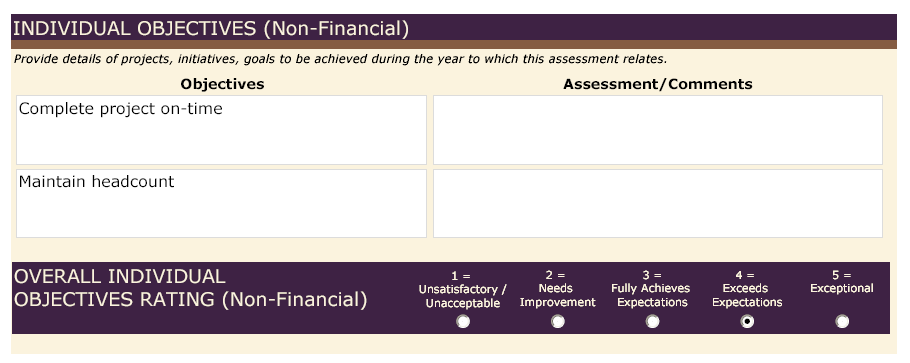 INDIVIDUAL OBJECTIVES (Non-Financial)
Provide details of projects, initiatives, goals to be achieved during the year to which this assessment relates.
Objectives
Assessment/Comments
Complete project on-time
Maintain headcount
OVERALL INDIVIDUAL
OBJECTIVES RATING (Non-Financial)
1 =
Unsatisfactory /
Unacceptable
2 =
Needs
Improvement
3 =
Fully Achieves
Expectations
4 =
Exceeds
Expectations
5 =
Exceptional